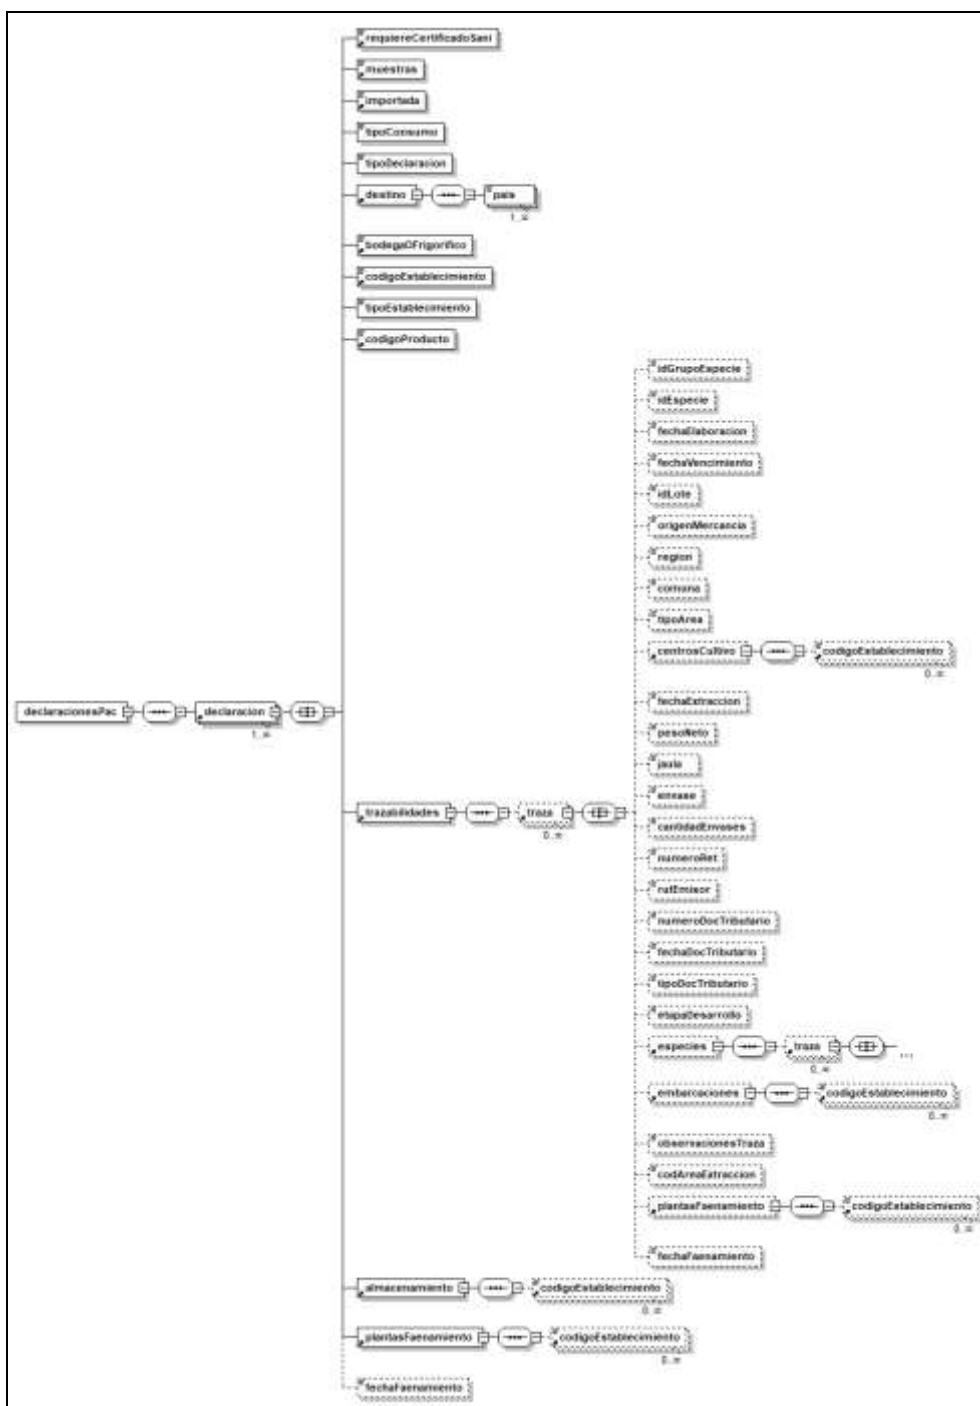 requiereCertificadoSani
muestras
importada
tipoConsumo
tipoDeclaracion
destino pais
1..∞
bodegaOFrigorifico
codigoEstablecimiento
tipoEstablecimiento
codigoProducto
idGrupoEspecie
idEspecie
fechaElaboracion
fechaVencimiento
idLote
origenMercancia
region
comuna
tipoArea
centrosCultivo codigoEstablecimiento
0..∞
fechaExtraccion
declaracionesPac declaracion
1..∞
pesoNeto
jaula
envase
trazabilidades traza
0..∞
cantidadEnvases
numeroRet
rutEmisor
numeroDocTributario
fechaDocTributario
tipoDocTributario
etapaDesarrollo
especies traza ...
0..∞
embarcaciones codigoEstablecimiento
0..∞
observacionesTraza
codAreaExtraccion
plantasFaenamiento codigoEstablecimiento
0..∞
fechaFaenamiento
almacenamiento codigoEstablecimiento
0..∞
plantasFaenamiento codigoEstablecimiento
0..∞
fechaFaenamiento